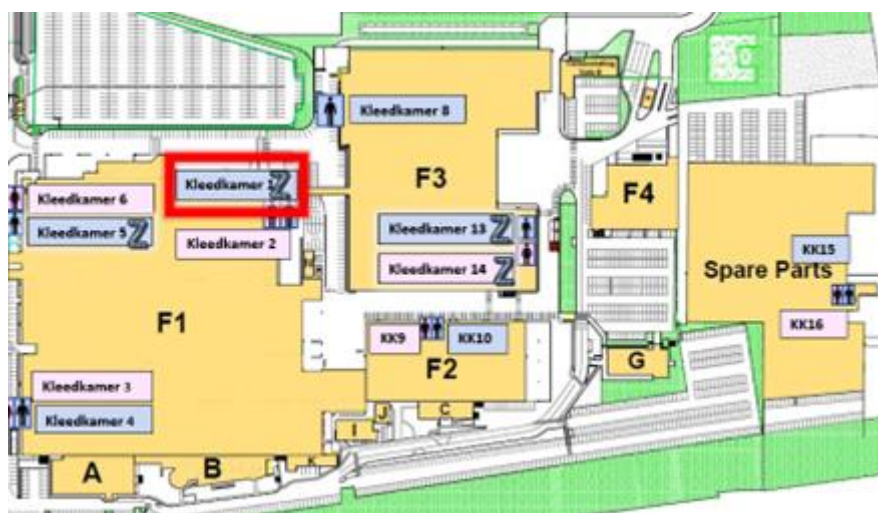 Kleedkamer 8
Kleedkamer 1 Z
F3
F4
Kleedkamer 6
Kleedkamer 5 Z
Kleedkamer 2
Kleedkamer 13 Z
Kleedkamer 14 Z
KK15
Spare Parts
KK16
F1
KK9
KK10
F2
G
Kleedkamer 3
Kleedkamer 4
J
C
I
A
B
K